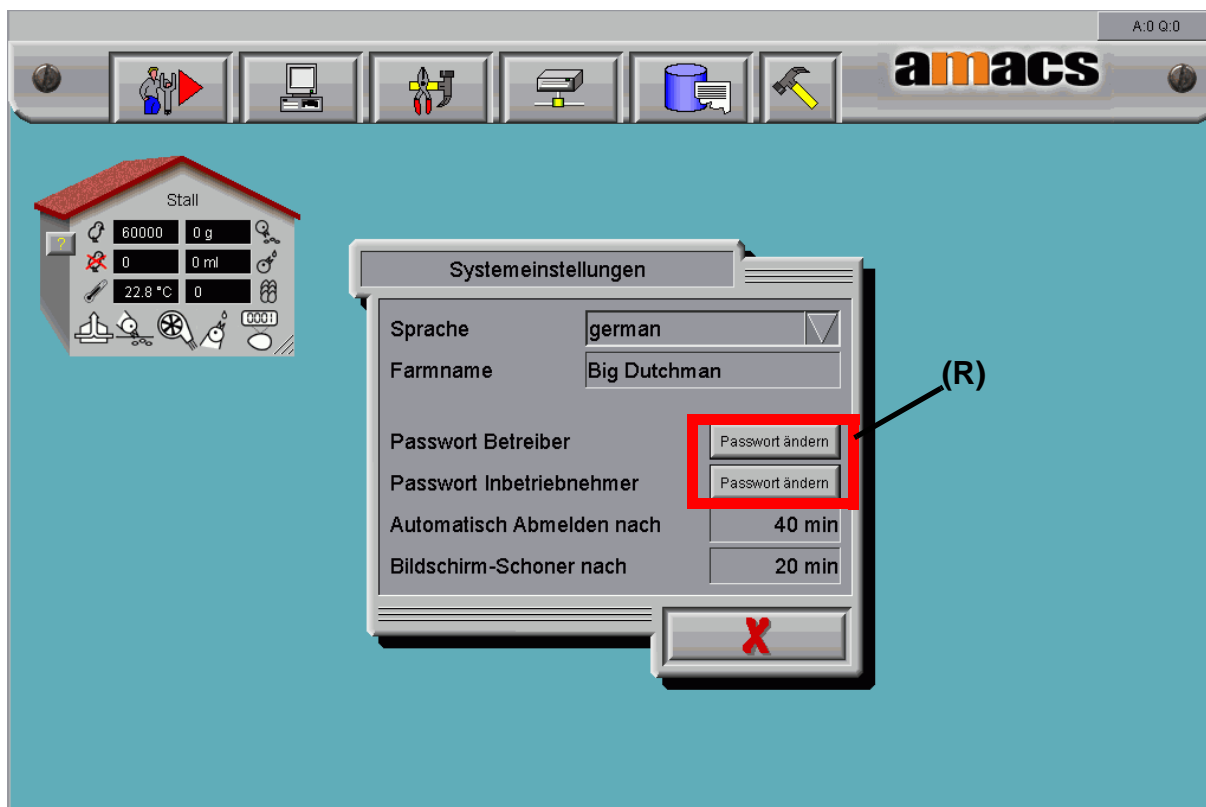 A:0 Q:0
amacs
Stall
?
60000 0 g
0 0 ml
22.8 °C 0
0001
Systemeinstellungen
Sprache german
Farmname Big Dutchman
(R)
Passwort Betreiber Passwort ändern
Passwort Inbetriebnehmer Passwort ändern
Automatisch Abmelden nach 40 min
Bildschirm-Schoner nach 20 min
X